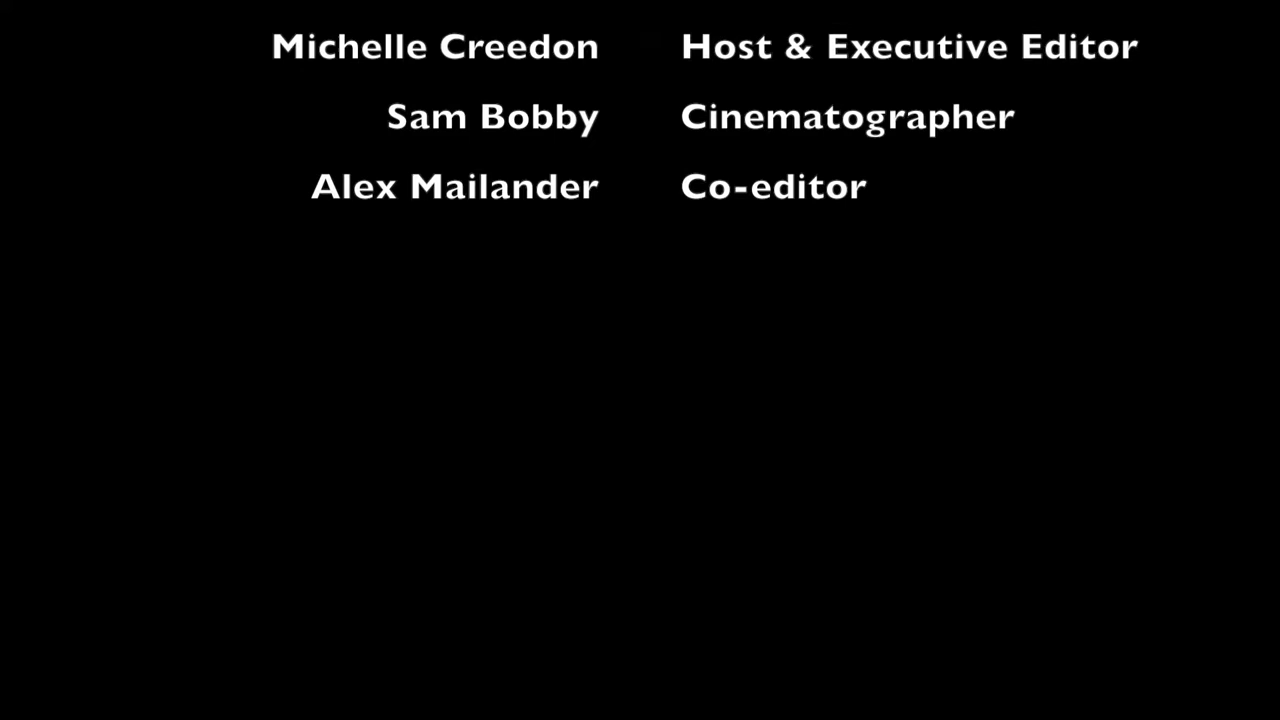 Michelle Creedon Host & Executive Editor
Sam Bobby Cinematographer
Alex Mailander Co-editor